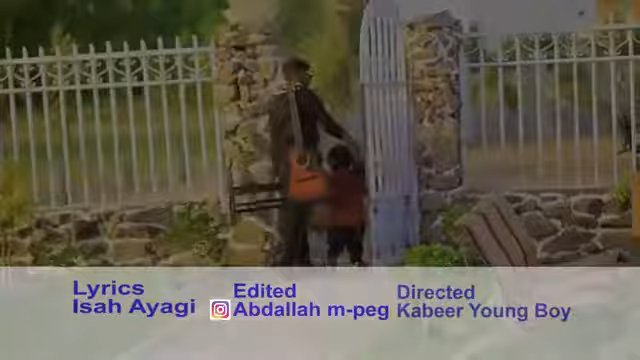 Lyrics
Isah Ayagi
Edited
Abdallah m-peg
Directed
Kabeer Young Boy